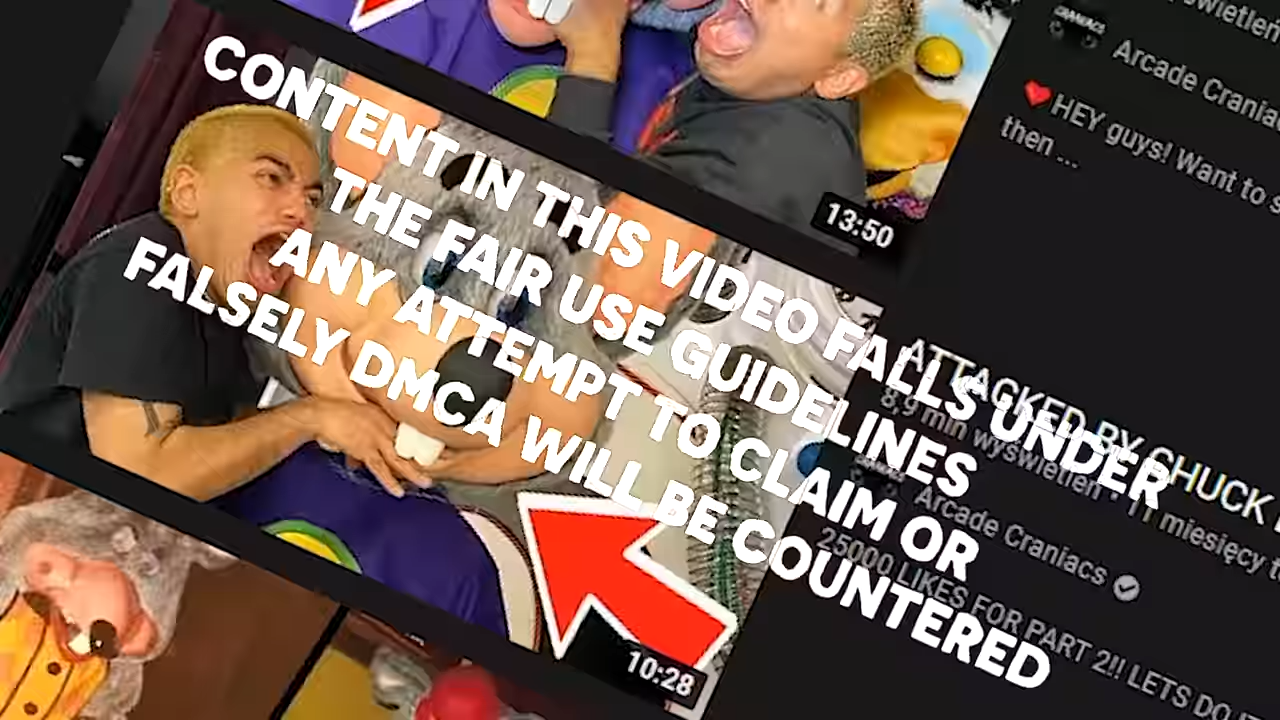 Arcade Craniacs
HEY guys! Want to s
then ...
13:50
CONTENT IN THIS VIDEO FALLS UNDER
THE FAIR USE GUIDELINES
ANY ATTEMPT TO CLAIM OR
FALSELY DMCA WILL BE COUNTERED
ATTACKED BY CHUCK
8,9 mln wyświetleń • 11 miesięcy t
Arcade Craniacs
25000 LIKES FOR PART 2!! LETS DO IT
10:28